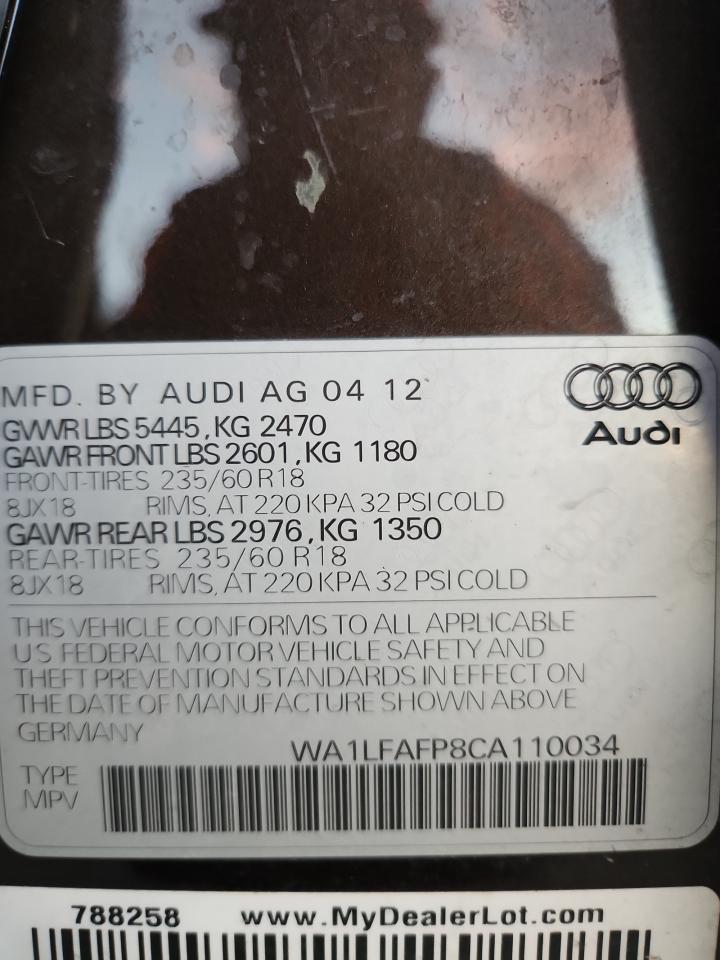 MFD. BY AUDI AG 04 12
Audi
GVWR LBS 5445, KG 2470
GAWR FRONT LBS 2601, KG 1180
FRONT-TIRES 235/60 R18
8JX18 RIMS, AT 220 KPA 32 PSI COLD
GAWR REAR LBS 2976, KG 1350
REAR-TIRES 235/60 R18
8JX18 RIMS, AT 220 KPA 32 PSI COLD
THIS VEHICLE CONFORMS TO ALL APPLICABLE
U S FEDERAL MOTOR VEHICLE SAFETY AND
THEFT PREVENTION STANDARDS IN EFFECT ON
THE DATE OF MANUFACTURE SHOWN ABOVE
GERMANY
WA1LFAFP8CA110034
TYPE
MPV
788258 www.MyDealerLot.com